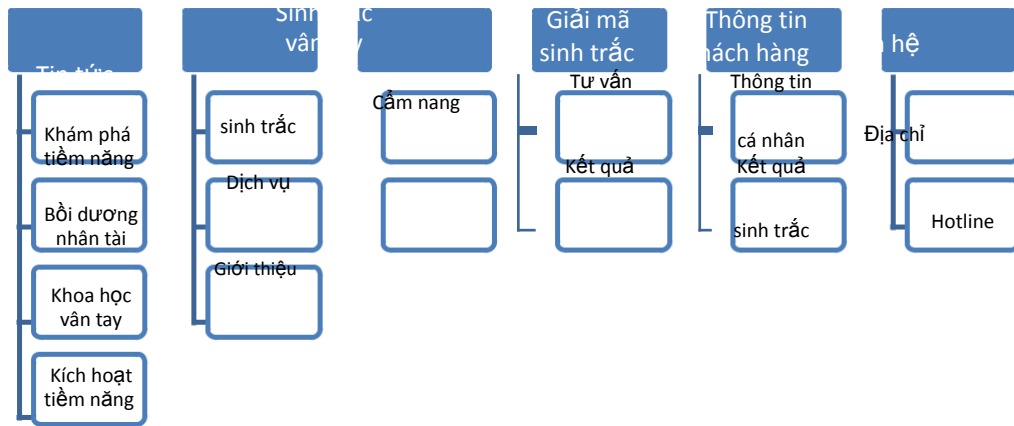 Tin tức
Khám phá
tiềm năng
Bồi dương
nhân tài
Khoa học
vân tay
Kích hoạt
tiềm năng
Sinh
vân
sinh trắc
Dịch vụ
Giới thiệu
Cẩm nang
Giải mã
sinh trắc
Tư vấn
Kết quả
Thông tin
hàng
Thông tin
cá nhân
Kết quả
sinh trắc
hệ
Địa chỉ
Hotline